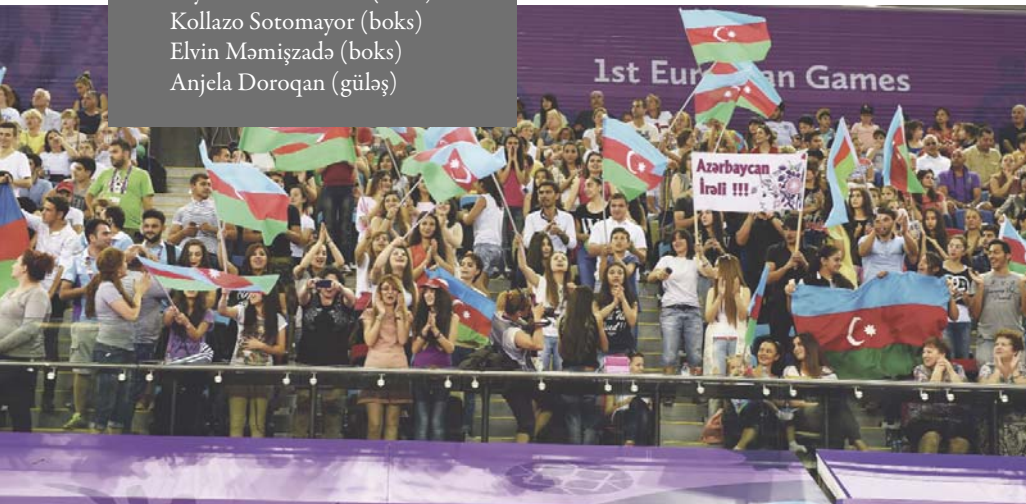 Kollazo Sotomayor (boks)
Elvin Məmişzadə (boks)
Anjela Doroqan (güləş)
1st Eur an Games
Azərbaycan
İrəli !!!